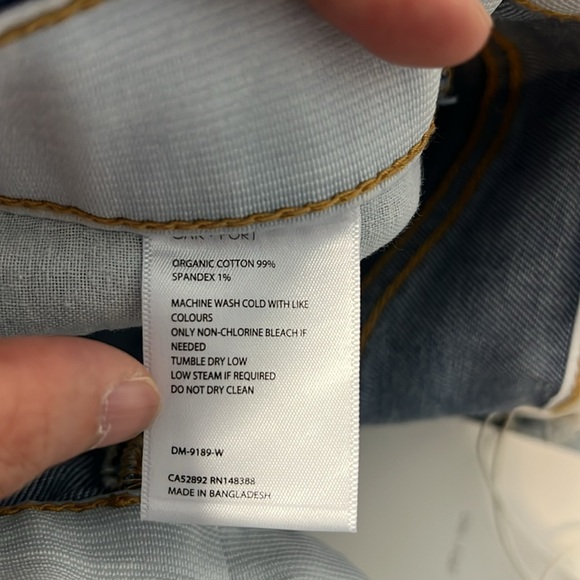 ORGANIC COTTON 99%
SPANDEX 1%
MACHINE WASH COLD WITH LIKE
COLOURS
ONLY NON-CHLORINE BLEACH IF
NEEDED
TUMBLE DRY LOW
LOW STEAM IF REQUIRED
DO NOT DRY CLEAN
DM-9189-W
CA52892 RN148388
MADE IN BANGLADESH